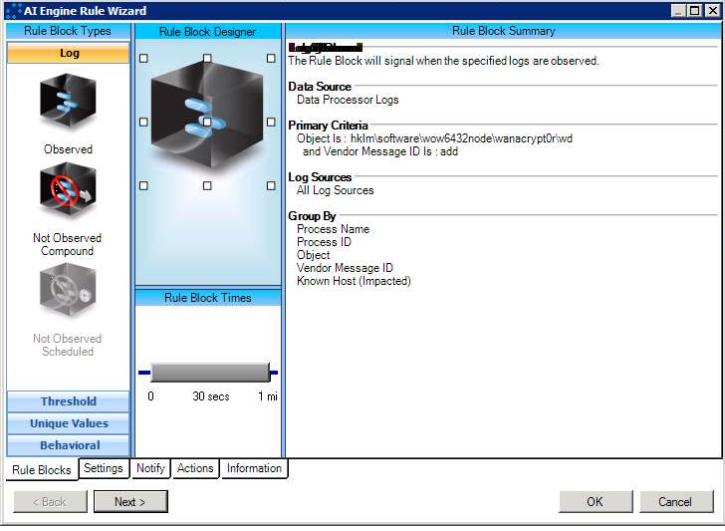 AI Engine Rule Wizard
Rule Block Types
Log
Observed
Not Observed
Compound
Not Observed
Scheduled
Threshold
Unique Values
Behavioral
Rule Block Designer
Rule Block Times
0 30 secs 1 mi
Rule Block Summary
The Rule Block will signal when the specified logs are observed.
Data Source
Data Processor Logs
Primary Criteria
Object Is : hklm\software\wow6432node\wanacrypt0r\wd
and Vendor Message ID Is : add
Log Sources
All Log Sources
Group By
Process Name
Process ID
Object
Vendor Message ID
Known Host (Impacted)
Rule Blocks Settings Notify Actions Information
< Back Next > OK Cancel